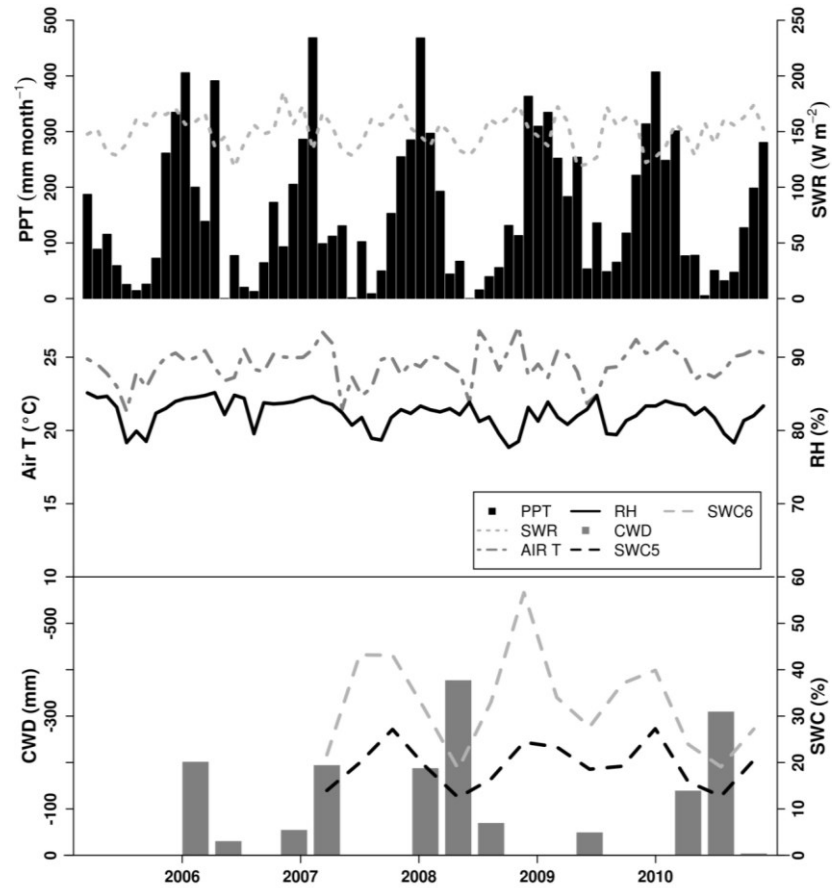 500
400
300
200
100
0
PPT (mm month⁻¹)
250
200
150
100
50
0
SWR (W m⁻²)
25
20
15
10
Air T (°C)
90
80
70
60
RH (%)
PPT
SWR
AIR T
RH
CWD
SWC5
SWC6
-500
-300
-100
0
CWD (mm)
50
40
30
20
10
0
SWC (%)
2006 2007 2008 2009 2010